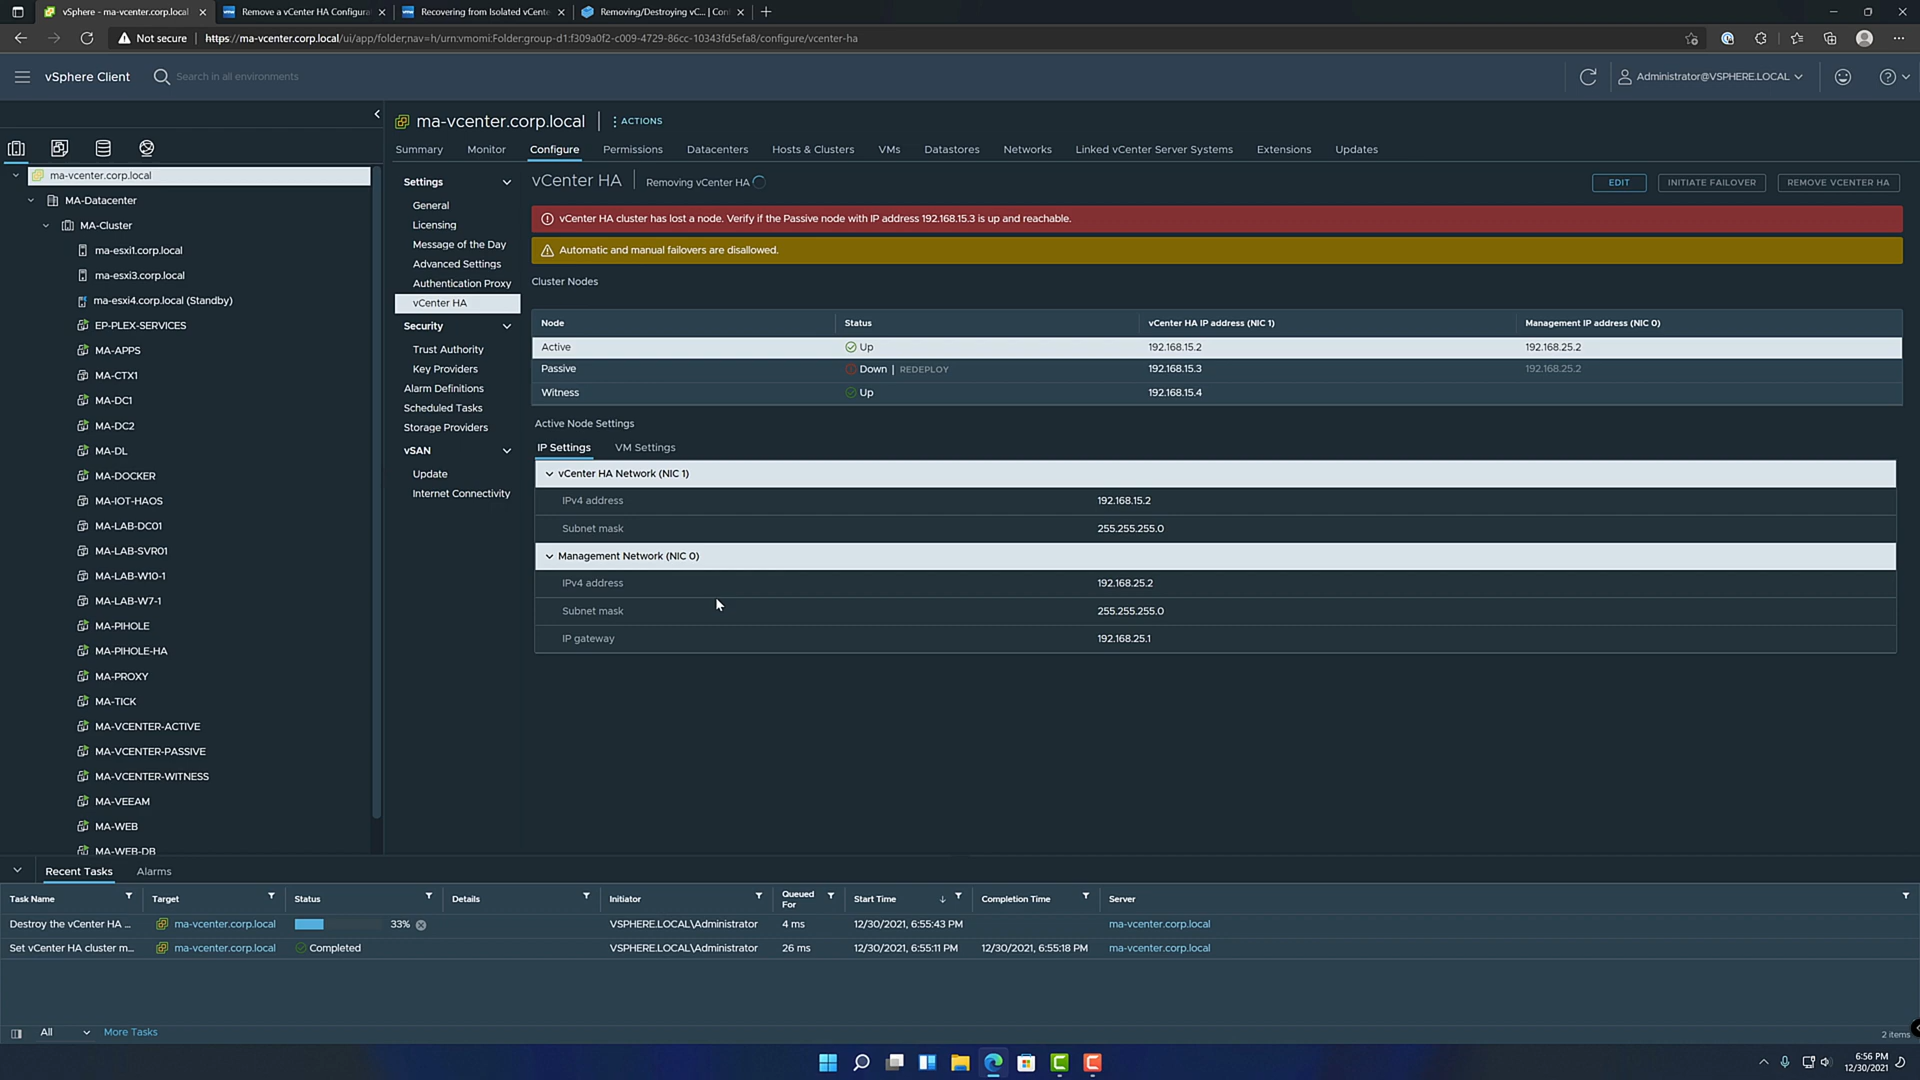 vSphere - ma-vcenter.corp.local
Remove a vCenter HA Configura
Recovering from Isolated vCente
Removing/Destroying vC... | Con
Not secure
https://ma-vcenter.corp.local/ui/app/folder;nav=h/urn:vmomi:Folder:group-d1:f309a0f2-c009-4729-86cc-10343fd5efa8/configure/vcenter-ha
vSphere Client
Search in all environments
Administrator@VSPHERE.LOCAL
ma-vcenter.corp.local
ACTIONS
Summary
Monitor
Configure
Permissions
Datacenters
Hosts & Clusters
VMs
Datastores
Networks
Linked vCenter Server Systems
Extensions
Updates
ma-vcenter.corp.local
MA-Datacenter
MA-Cluster
ma-esxi1.corp.local
ma-esxi3.corp.local
ma-esxi4.corp.local (Standby)
EP-PLEX-SERVICES
MA-APPS
MA-CTX1
MA-DC1
MA-DC2
MA-DL
MA-DOCKER
MA-IOT-HAOS
MA-LAB-DC01
MA-LAB-SVR01
MA-LAB-W10-1
MA-LAB-W7-1
MA-PIHOLE
MA-PIHOLE-HA
MA-PROXY
MA-TICK
MA-VCENTER-ACTIVE
MA-VCENTER-PASSIVE
MA-VCENTER-WITNESS
MA-VEEAM
MA-WEB
MA-WEB-DB
Settings
General
Licensing
Message of the Day
Advanced Settings
Authentication Proxy
vCenter HA
Security
Trust Authority
Key Providers
Alarm Definitions
Scheduled Tasks
Storage Providers
vSAN
Update
Internet Connectivity
vCenter HA
Removing vCenter HA
EDIT
INITIATE FAILOVER
REMOVE VCENTER HA
vCenter HA cluster has lost a node. Verify if the Passive node with IP address 192.168.15.3 is up and reachable.
Automatic and manual failovers are disallowed.
Cluster Nodes
Node Status vCenter HA IP address (NIC 1) Management IP address (NIC 0)
Active Up 192.168.15.2 192.168.25.2
Passive Down | REDEPLOY 192.168.15.3 192.168.25.2
Witness Up 192.168.15.4
Active Node Settings
IP Settings VM Settings
vCenter HA Network (NIC 1)
IPv4 address 192.168.15.2
Subnet mask 255.255.255.0
Management Network (NIC 0)
IPv4 address 192.168.25.2
Subnet mask 255.255.255.0
IP gateway 192.168.25.1
Recent Tasks Alarms
Task Name Target Status Details Initiator Queued For Start Time Completion Time Server
Destroy the vCenter HA ... ma-vcenter.corp.local 33% VSPHERE.LOCAL\Administrator 4 ms 12/30/2021, 6:55:43 PM ma-vcenter.corp.local
Set vCenter HA cluster m... ma-vcenter.corp.local Completed VSPHERE.LOCAL\Administrator 26 ms 12/30/2021, 6:55:11 PM 12/30/2021, 6:55:18 PM ma-vcenter.corp.local
All More Tasks
2 items
6:56 PM
12/30/2021